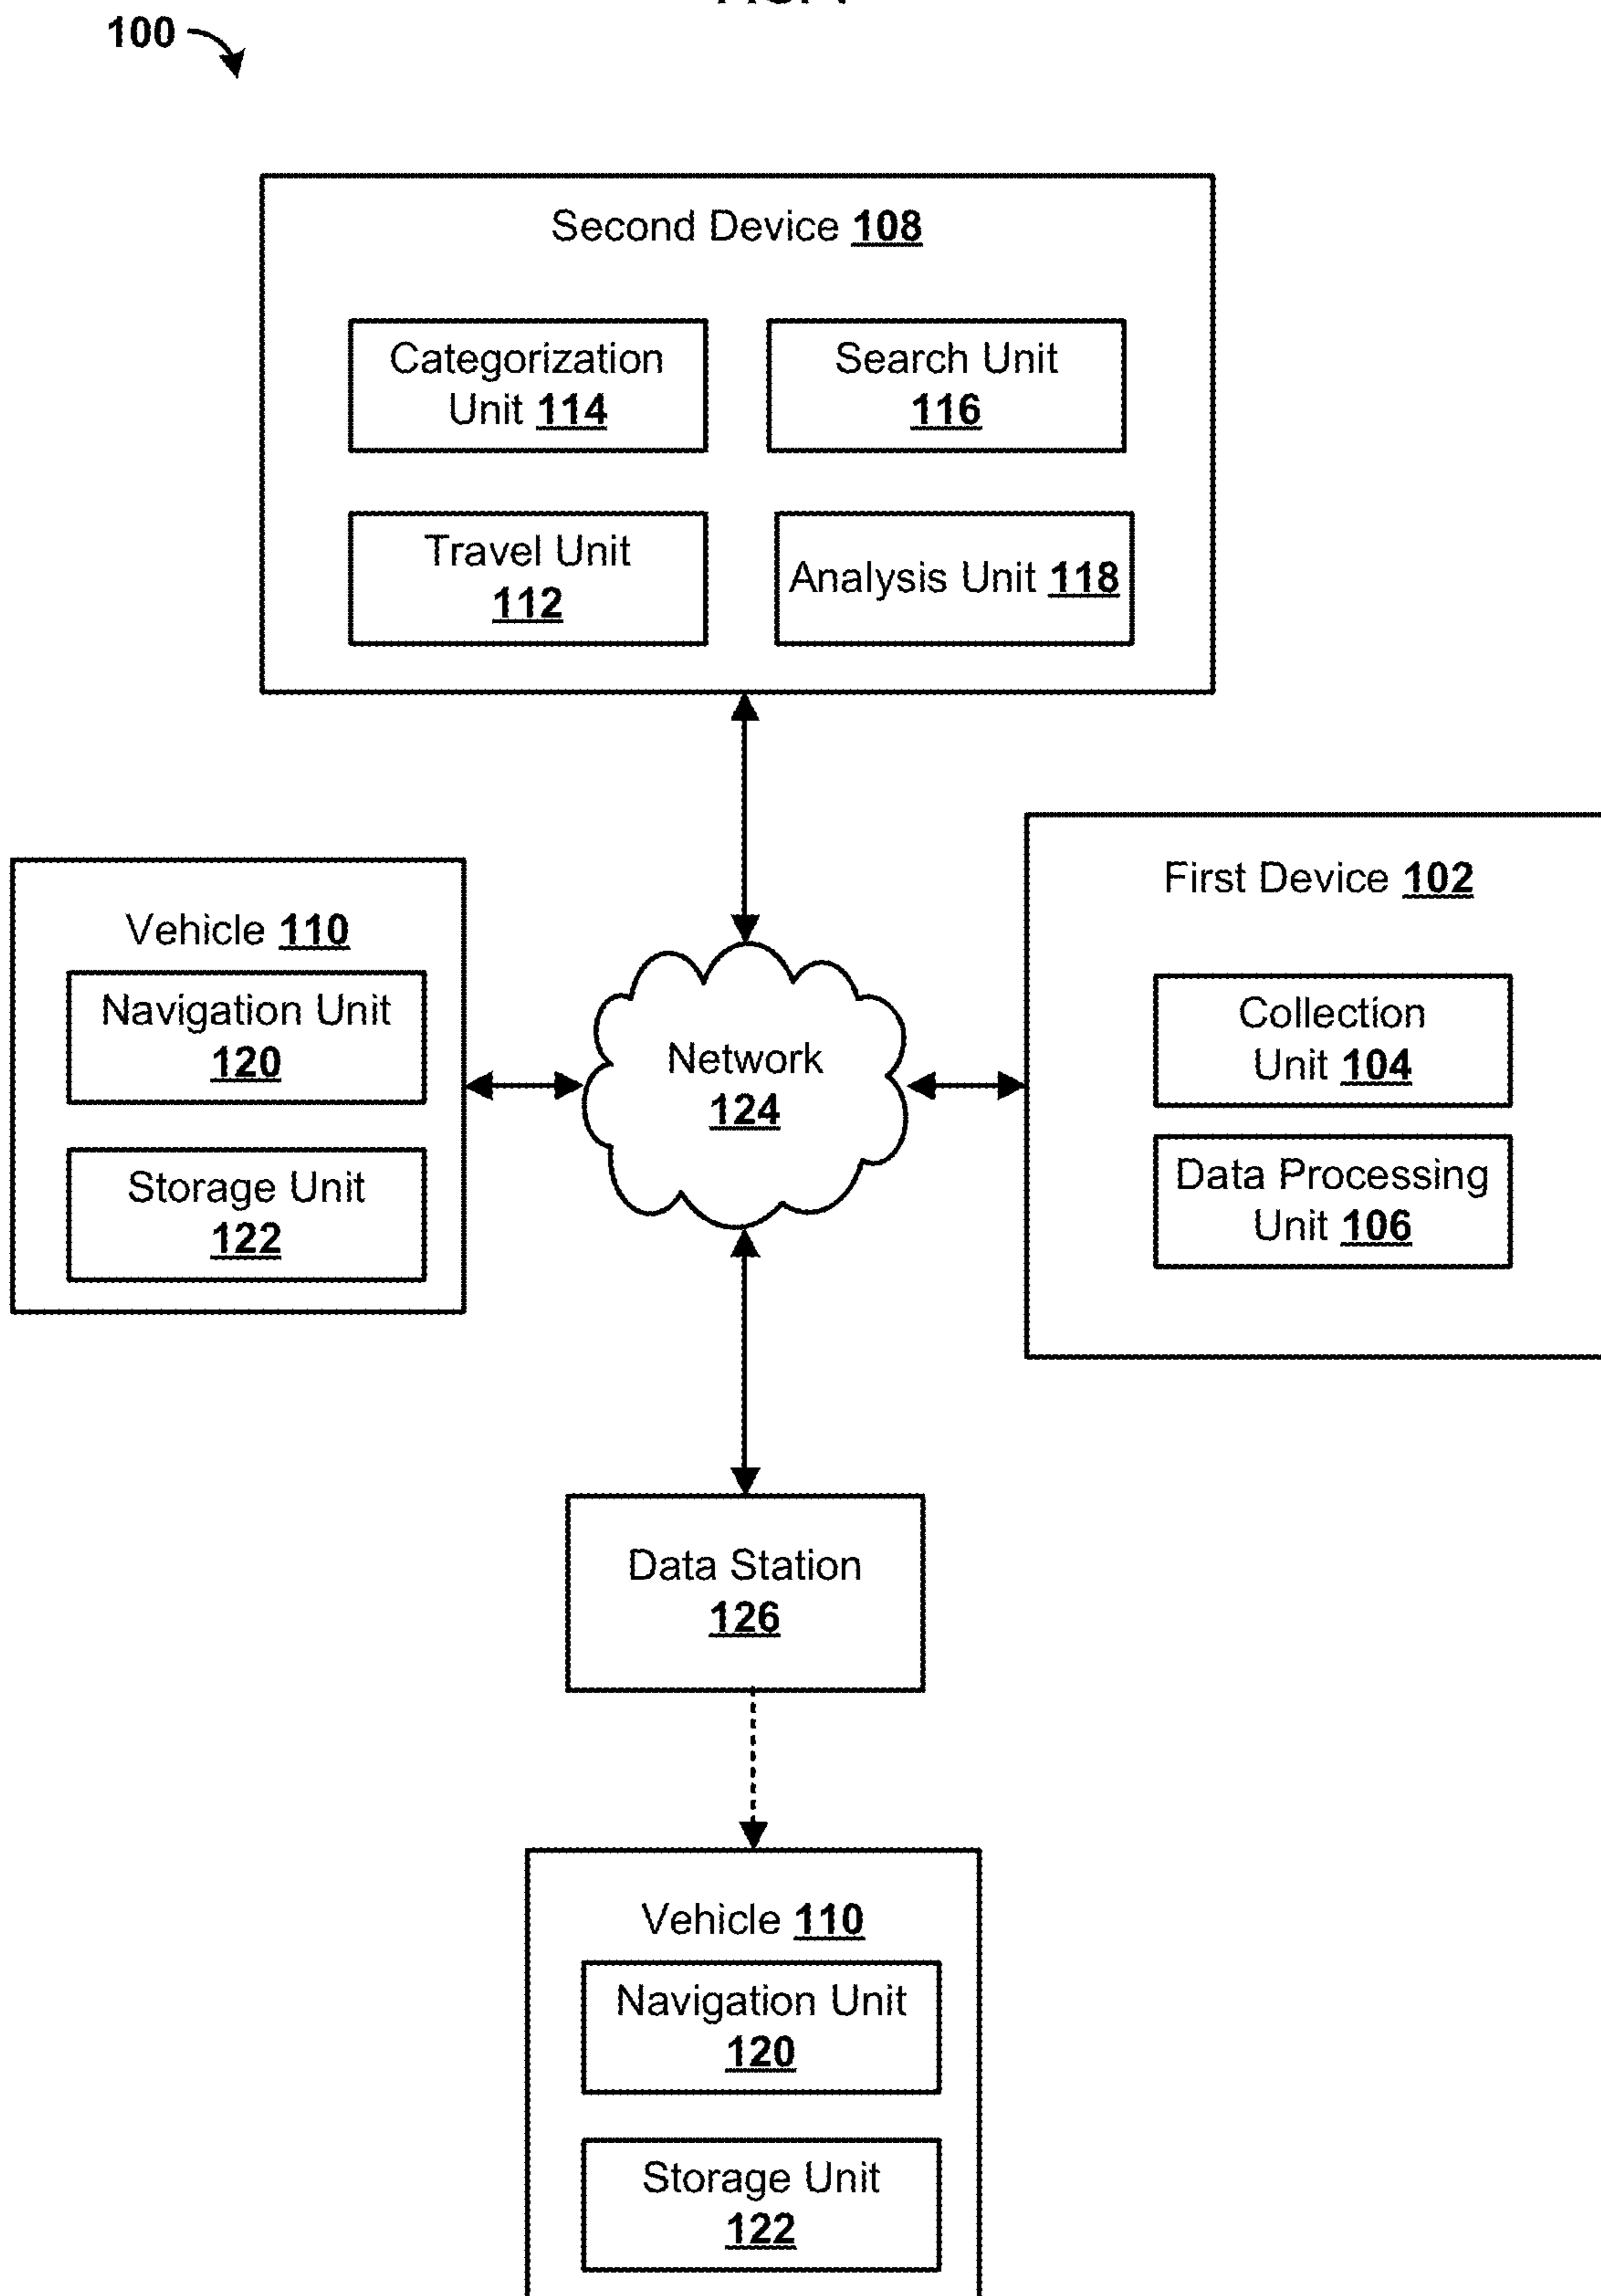 100
Second Device 108
Categorization
Unit 114
Search Unit
116
Travel Unit
112
Analysis Unit 118
Vehicle 110
Navigation Unit
120
Storage Unit
122
Network
124
First Device 102
Collection
Unit 104
Data Processing
Unit 106
Data Station
126
Vehicle 110
Navigation Unit
120
Storage Unit
122